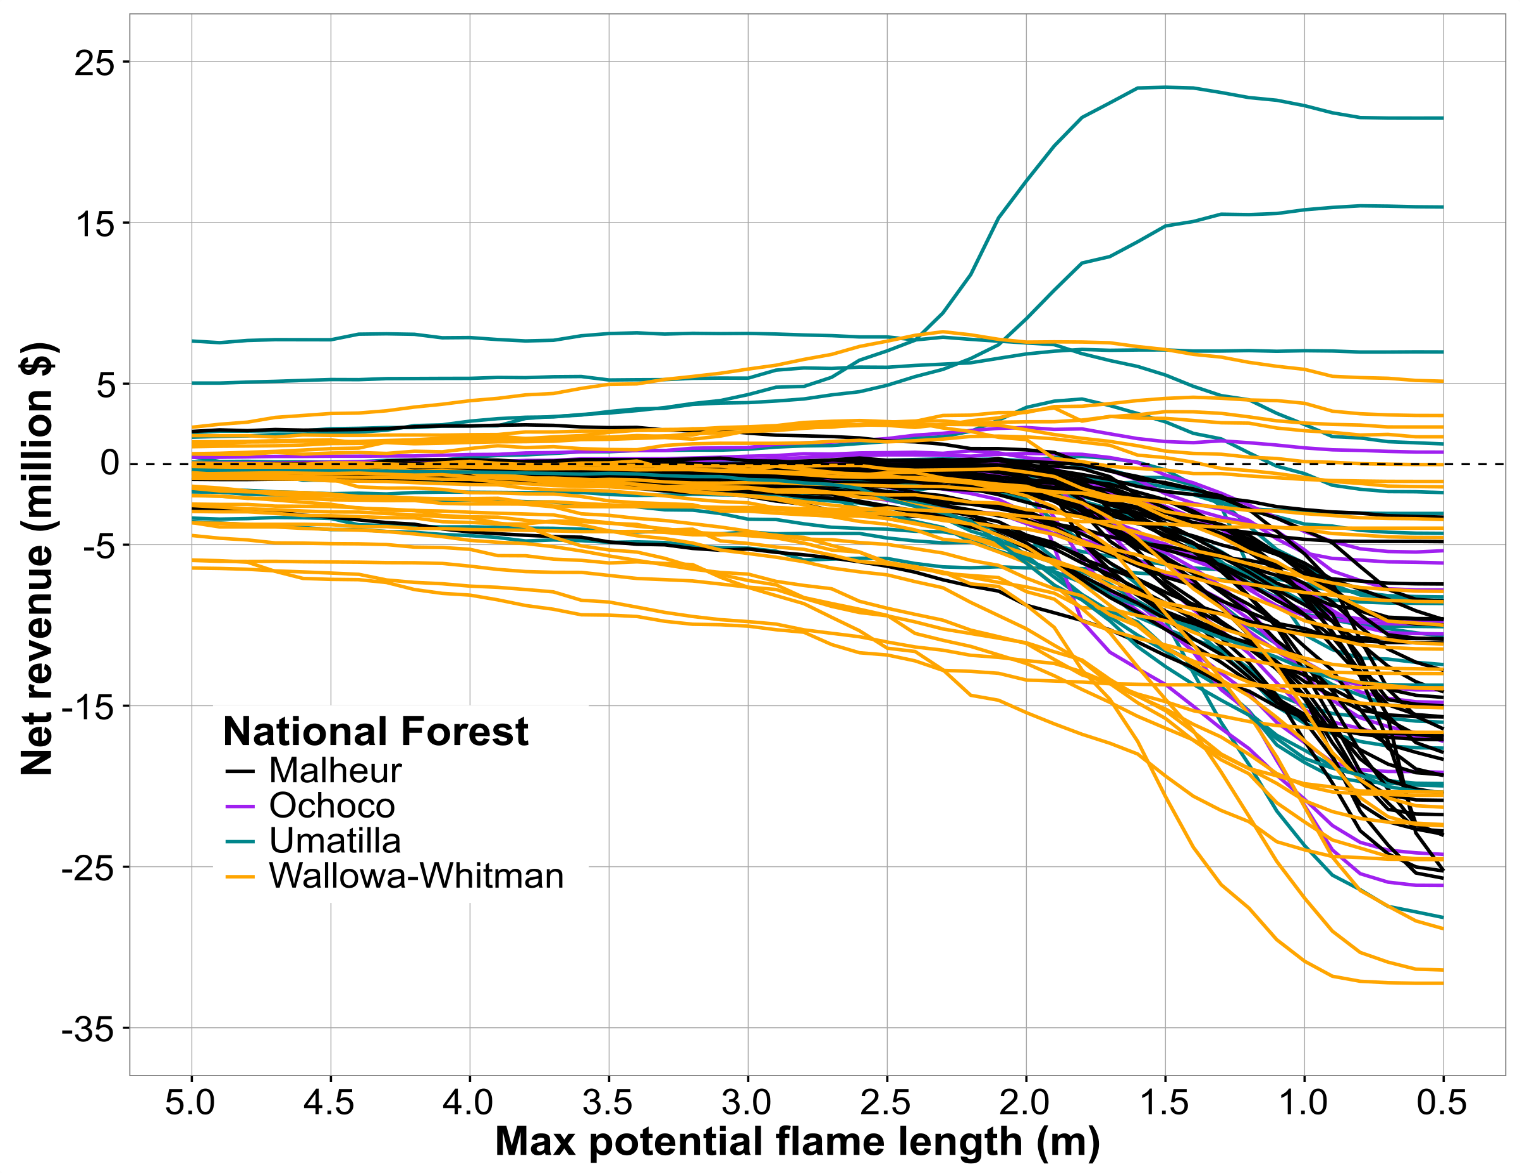 Net revenue (million $)
25
15
5
0
-5
-15
-25
-35
National Forest
Malheur
Ochoco
Umatilla
Wallowa-Whitman
5.0 4.5 4.0 3.5 3.0 2.5 2.0 1.5 1.0 0.5
Max potential flame length (m)